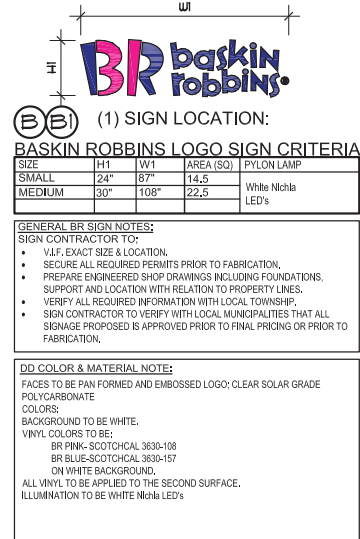 W1
H1
BR baskin
robbins®
B B1 (1) SIGN LOCATION:
BASKIN ROBBINS LOGO SIGN CRITERIA
SIZE H1 W1 AREA (SQ) PYLON LAMP
SMALL 24" 87" 14.5 White Nichia
MEDIUM 30" 108" 22.5 LED's
GENERAL BR SIGN NOTES:
SIGN CONTRACTOR TO:
• V.I.F. EXACT SIZE & LOCATION.
• SECURE ALL REQUIRED PERMITS PRIOR TO FABRICATION.
• PREPARE ENGINEERED SHOP DRAWINGS INCLUDING FOUNDATIONS,
SUPPORT AND LOCATION WITH RELATION TO PROPERTY LINES.
• VERIFY ALL REQUIRED INFORMATION WITH LOCAL TOWNSHIP.
• SIGN CONTRACTOR TO VERIFY WITH LOCAL MUNICIPALITIES THAT ALL
SIGNAGE PROPOSED IS APPROVED PRIOR TO FINAL PRICING OR PRIOR TO
FABRICATION.
DD COLOR & MATERIAL NOTE:
FACES TO BE PAN FORMED AND EMBOSSED LOGO; CLEAR SOLAR GRADE
POLYCARBONATE
COLORS:
BACKGROUND TO BE WHITE.
VINYL COLORS TO BE:
BR PINK- SCOTCHCAL 3630-108
BR BLUE-SCOTCHCAL 3630-157
ON WHITE BACKGROUND.
ALL VINYL TO BE APPLIED TO THE SECOND SURFACE.
ILLUMINATION TO BE WHITE Nichia LED's